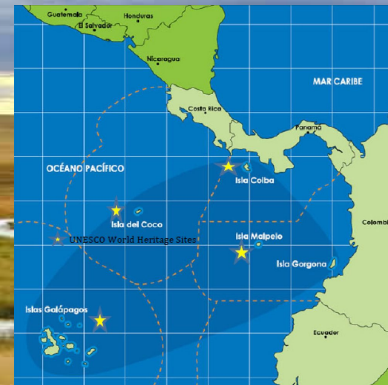 Guatemala
Honduras
El Salvador
Nicaragua
MAR CARIBE
Costa Rica
Panamá
OCÉANO PACÍFICO
Isla Coiba
Colombia
Isla del Coco
UNESCO World Heritage Sites
Isla Malpelo
Isla Gorgona
Islas Galápagos
Ecuador